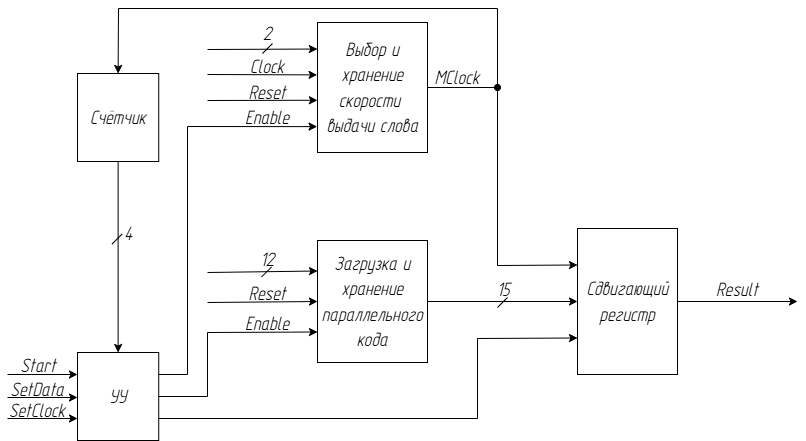 2
Clock
Reset
Enable
Выбор и
хранение
скорости
выдачи слова
MClock
Счётчик
4
12
Reset
Enable
Загрузка и
хранение
параллельного
кода
15
Сдвигающий
регистр
Result
Start
SetData
SetClock
УУ